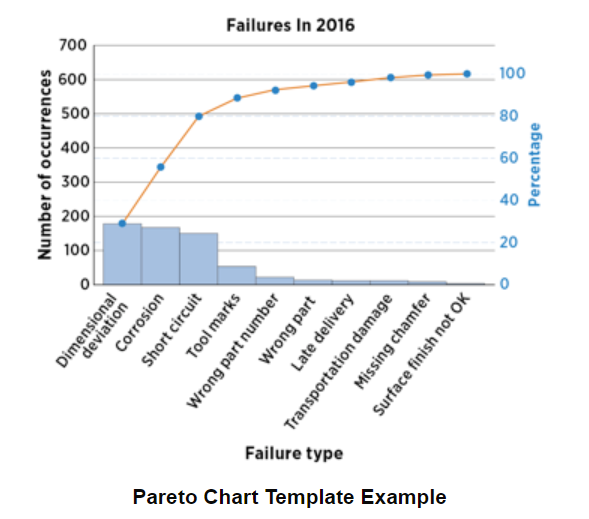 Failures In 2016
Number of occurrences
700
600
500
400
300
200
100
0
Percentage
100
80
60
40
20
0
Dimensional
deviation
Corrosion
Short circuit
Tool marks
Wrong part number
Wrong part
Late delivery
Transportation damage
Missing chamfer
Surface finish not OK
Failure type
Pareto Chart Template Example